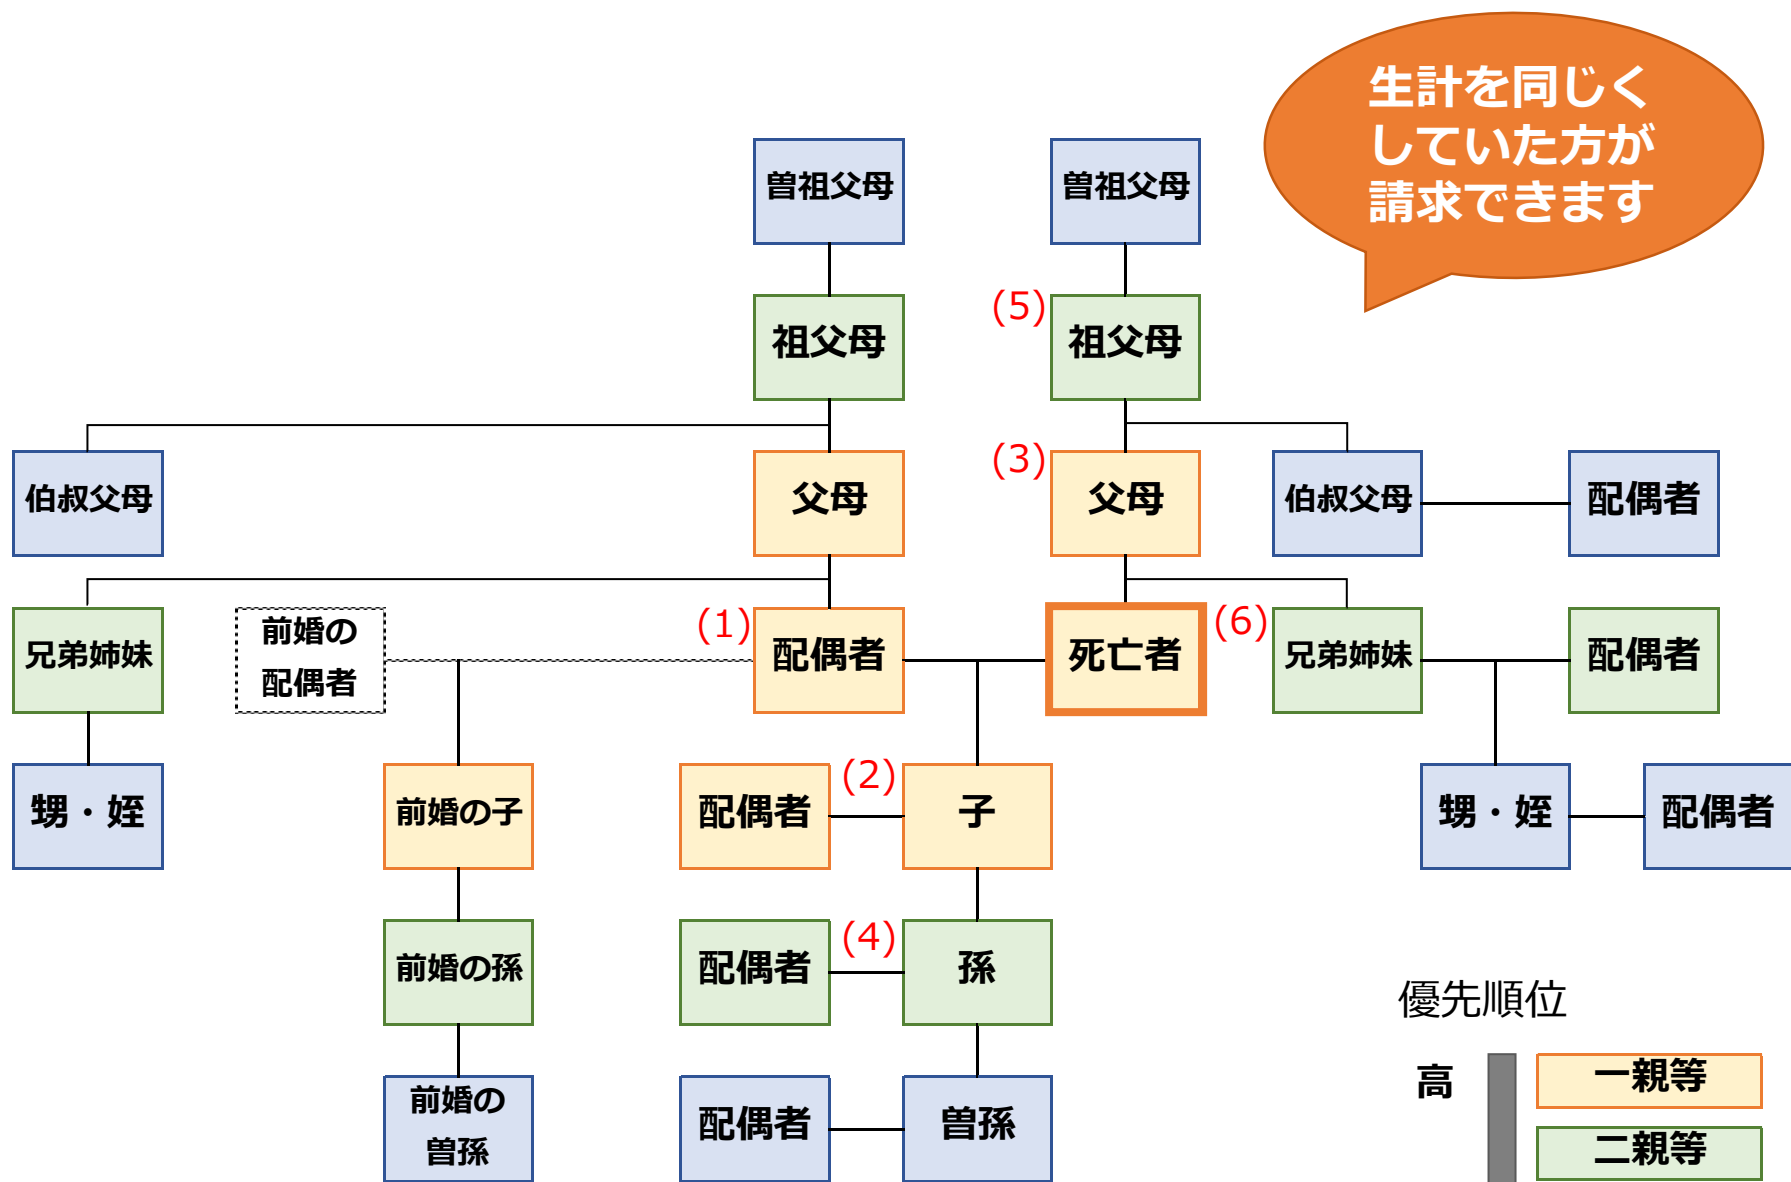 生計を同じく
していた方が
請求できます
曽祖父母
曽祖父母
祖父母
(5)
祖父母
伯叔父母
父母
(3)
父母
伯叔父母
配偶者
兄弟姉妹
前婚の
配偶者
(1)
配偶者
死亡者
(6)
兄弟姉妹
配偶者
甥・姪
前婚の子
配偶者
(2)
子
甥・姪
配偶者
前婚の孫
配偶者
(4)
孫
前婚の
曽孫
配偶者
曽孫
優先順位
高
一親等
二親等